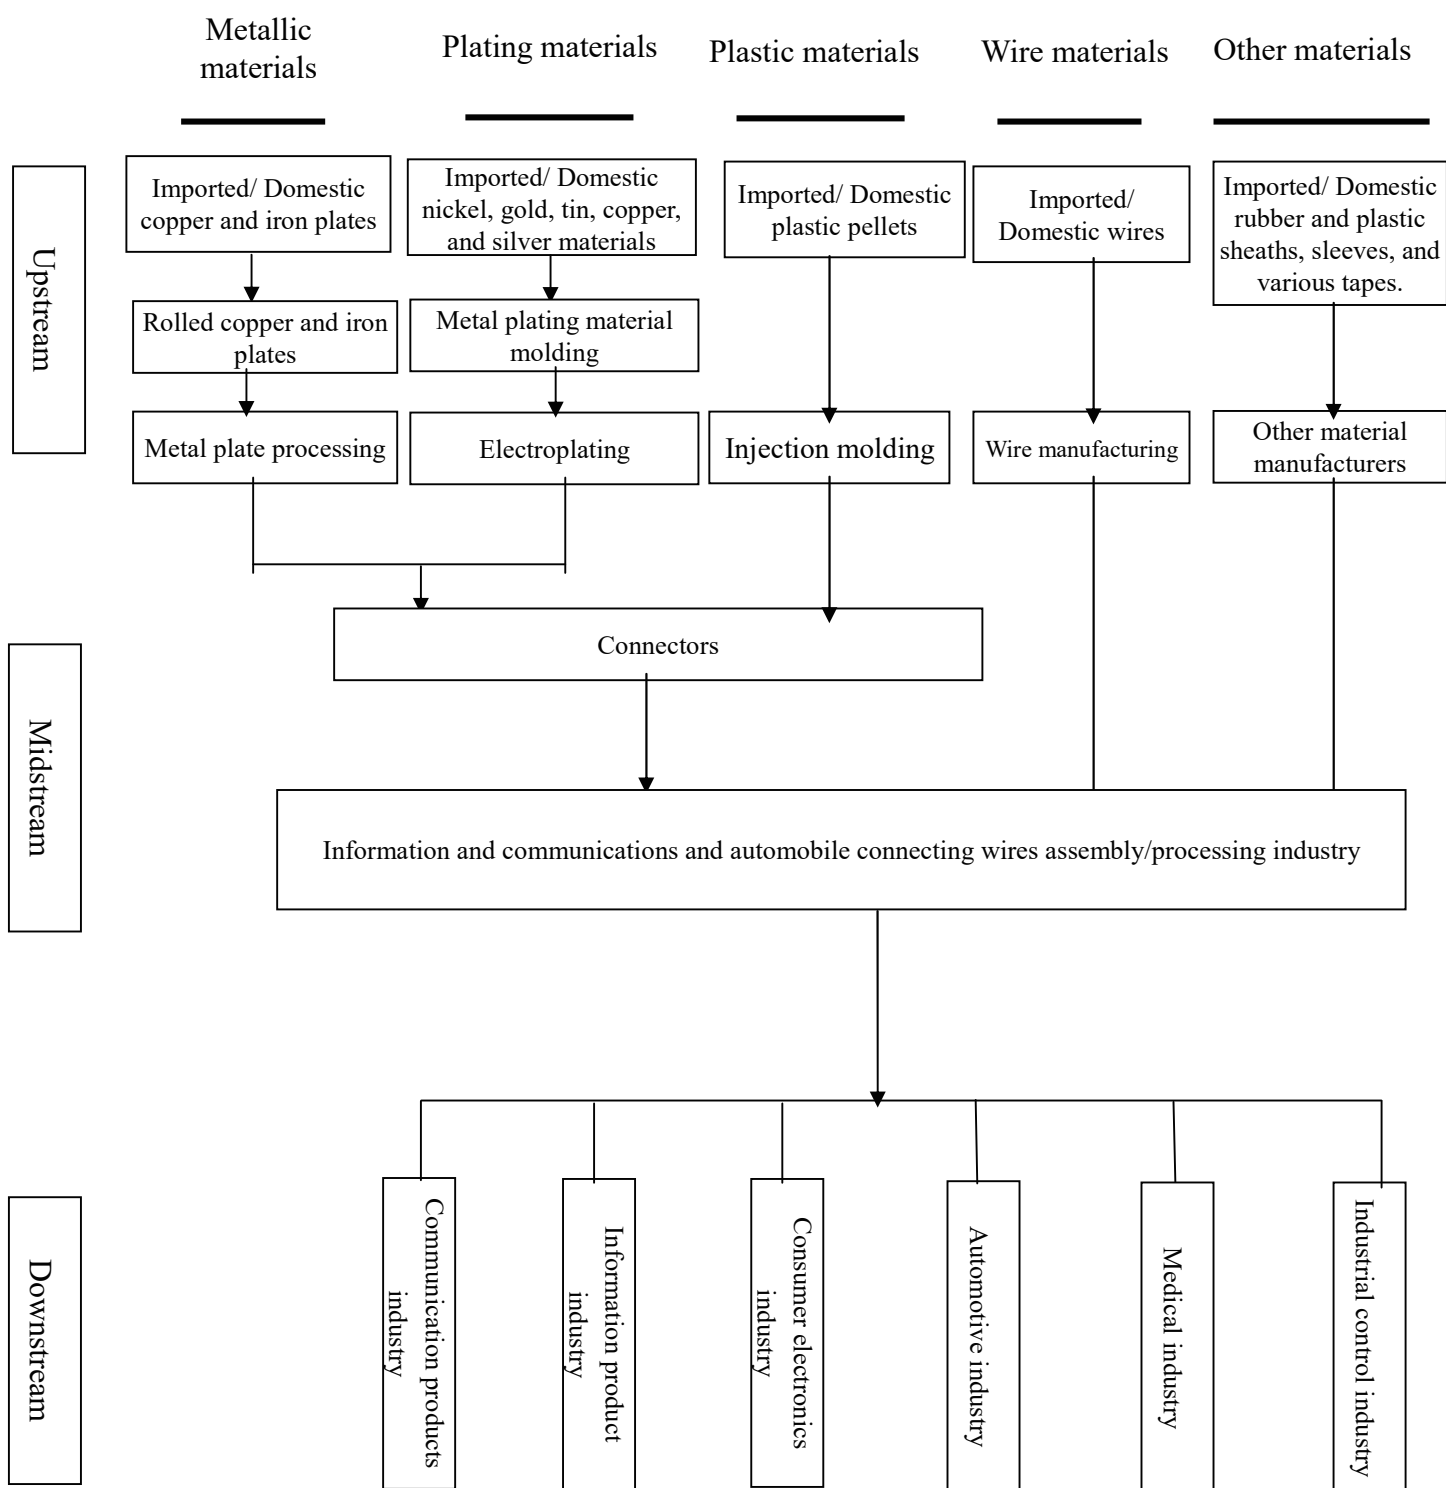 Metallic
materials
Plating materials
Plastic materials
Wire materials
Other materials
Upstream
Imported/ Domestic
copper and iron plates
Imported/ Domestic
nickel, gold, tin, copper,
and silver materials
Imported/ Domestic
plastic pellets
Imported/
Domestic wires
Imported/ Domestic
rubber and plastic
sheaths, sleeves, and
various tapes.
Rolled copper and iron
plates
Metal plating material
molding
Metal plate processing
Electroplating
Injection molding
Wire manufacturing
Other material
manufacturers
Midstream
Connectors
Information and communications and automobile connecting wires assembly/processing industry
Downstream
Communication products
industry
Information product
industry
Consumer electronics
industry
Automotive industry
Medical industry
Industrial control industry